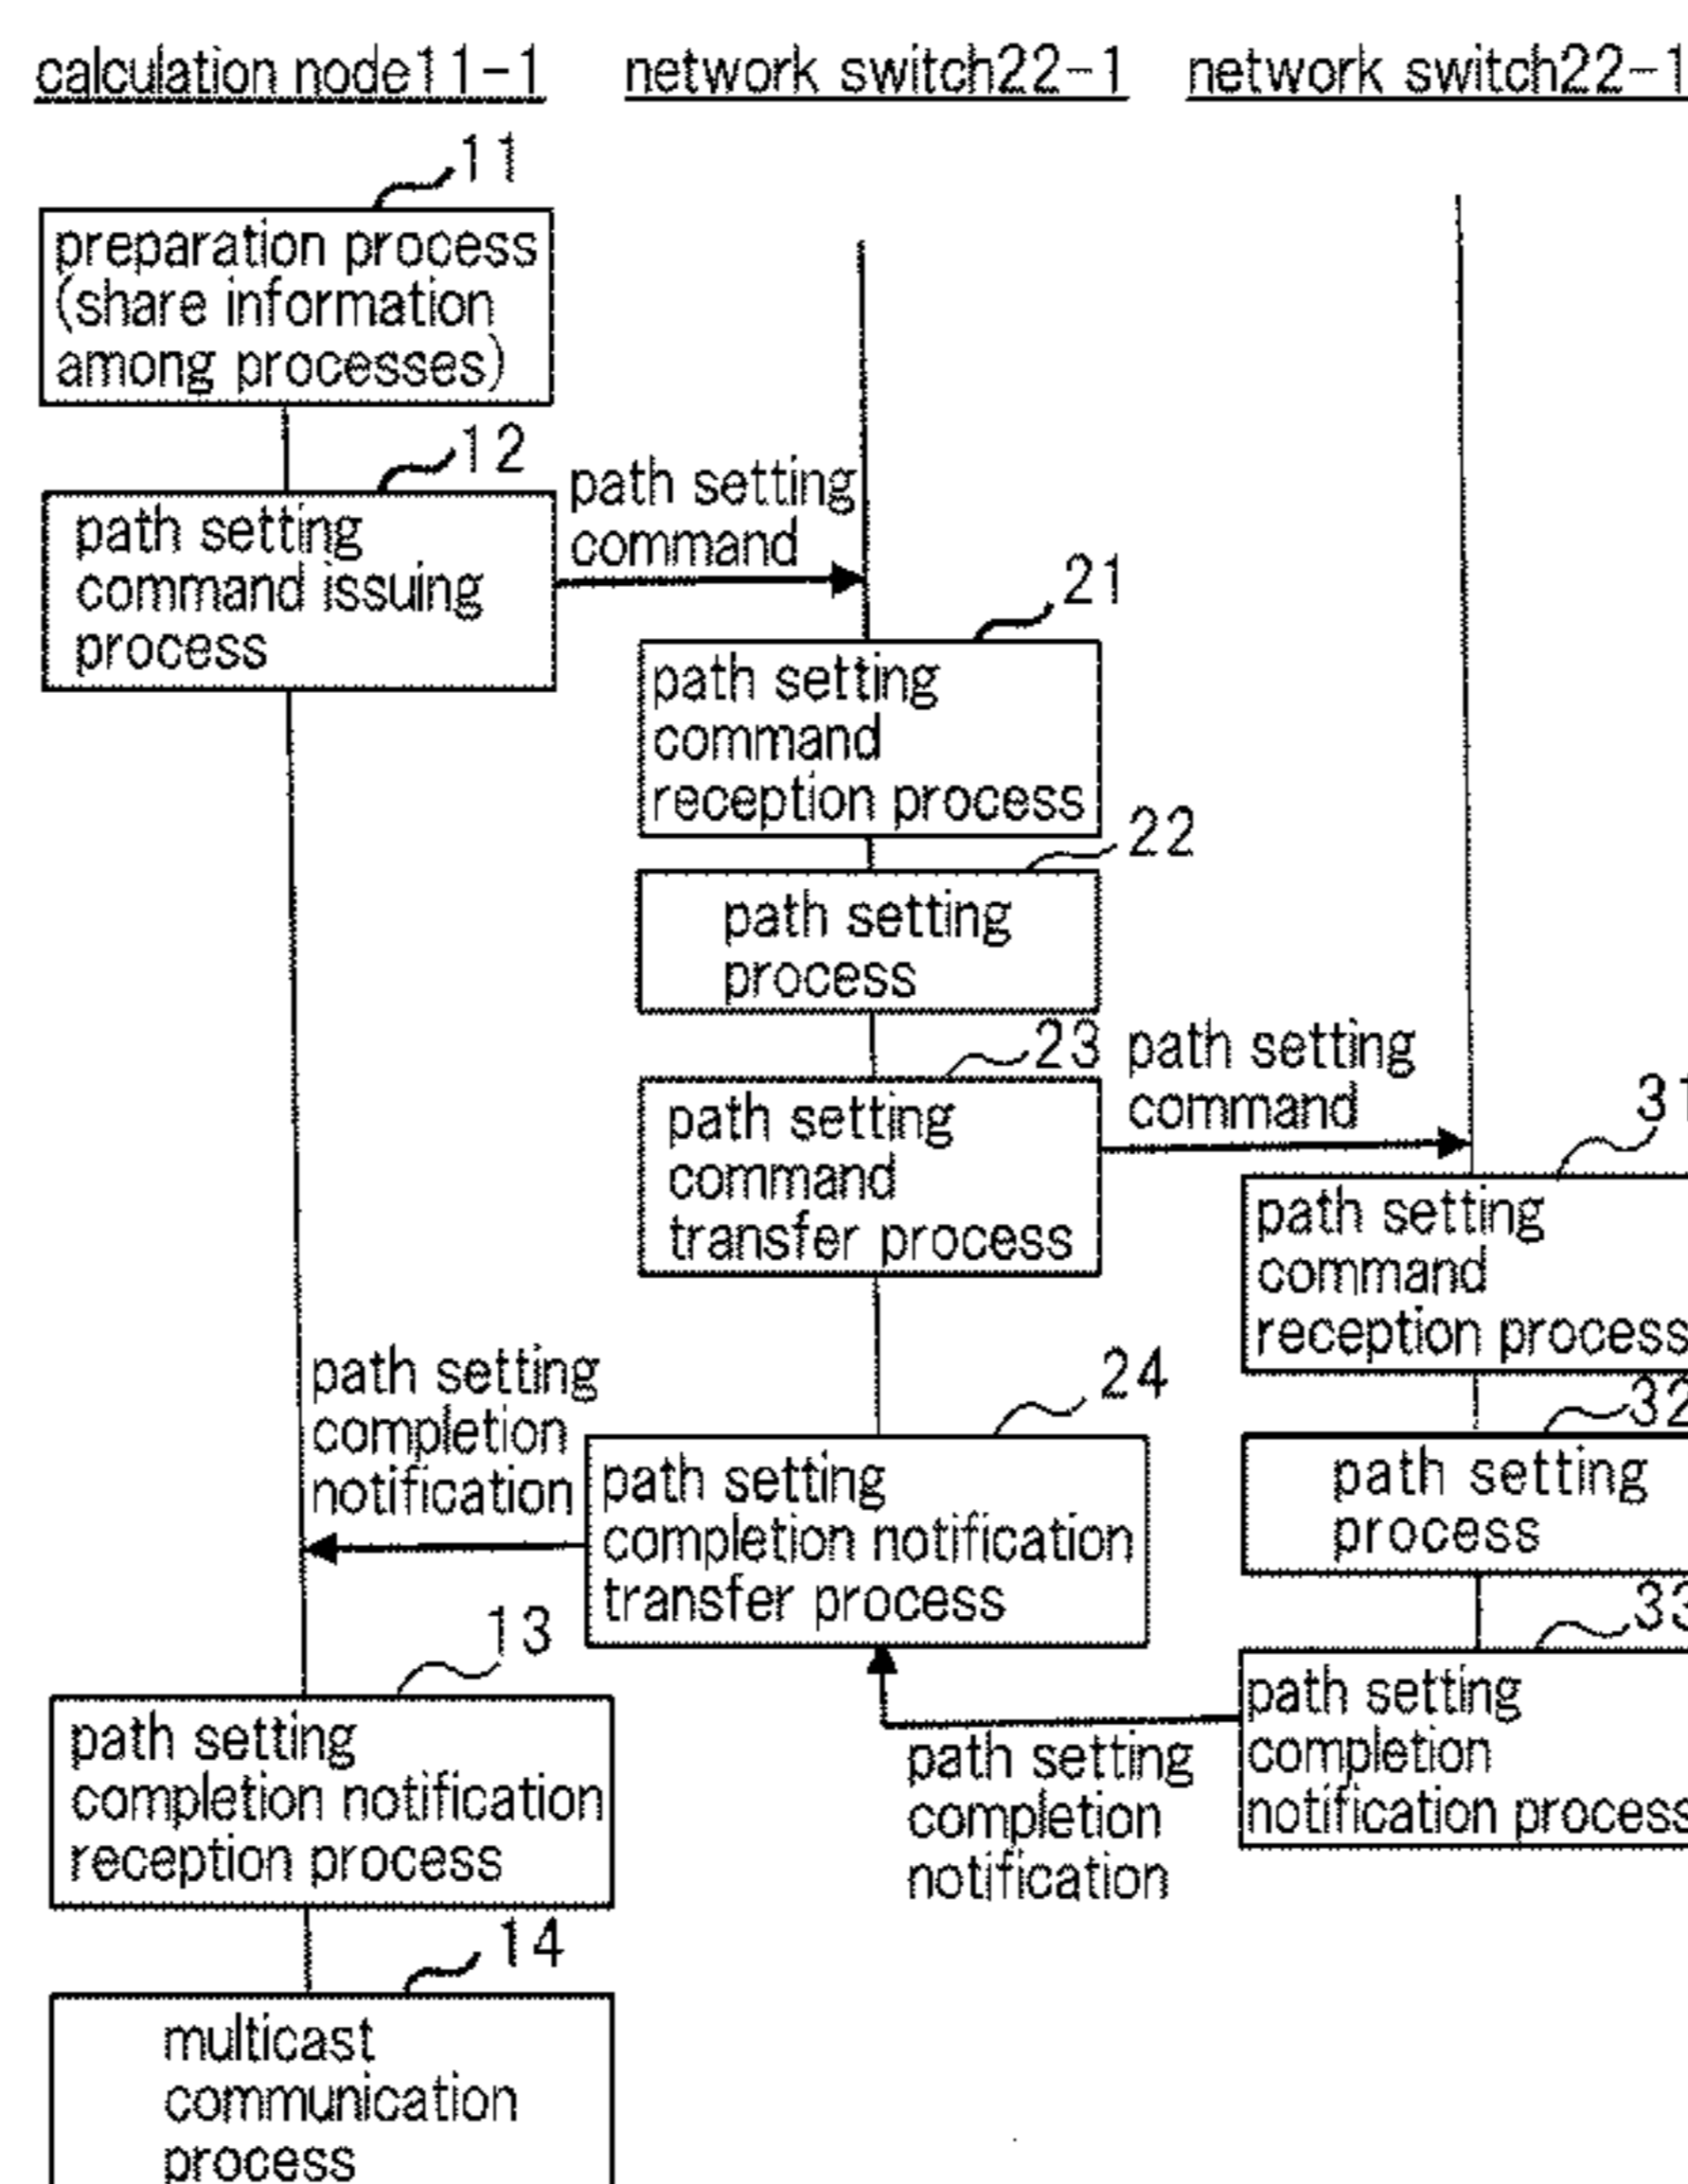 calculation node11-1
network switch22-1
network switch22-1
11
preparation process
(share information
among processes)
12
path setting
command issuing
process
path setting
command
21
path setting
command
reception process
22
path setting
process
23
path setting
command
transfer process
path setting
command
31
path setting
command
reception process
32
path setting
process
33
path setting
completion
notification process
path setting
completion
notification
24
path setting
completion notification
transfer process
path setting
completion
notification
13
path setting
completion notification
reception process
14
multicast
communication
process